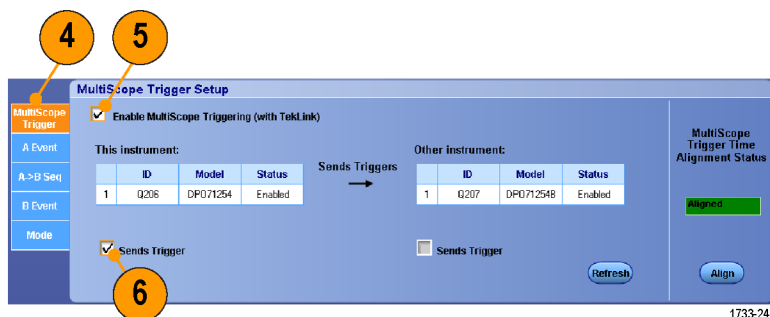 4
5
MultiScope Trigger Setup
MultiScope
Trigger
A Event
A->B Seq
B Event
Mode
Enable MultiScope Triggering (with TekLink)
This instrument:
ID Model Status
1 Q206 DPO71254 Enabled
Sends Triggers
Other instrument:
ID Model Status
1 Q207 DPO71254B Enabled
Sends Trigger
Sends Trigger
Refresh
MultiScope
Trigger Time
Alignment Status
Aligned
Align
6
1733-24